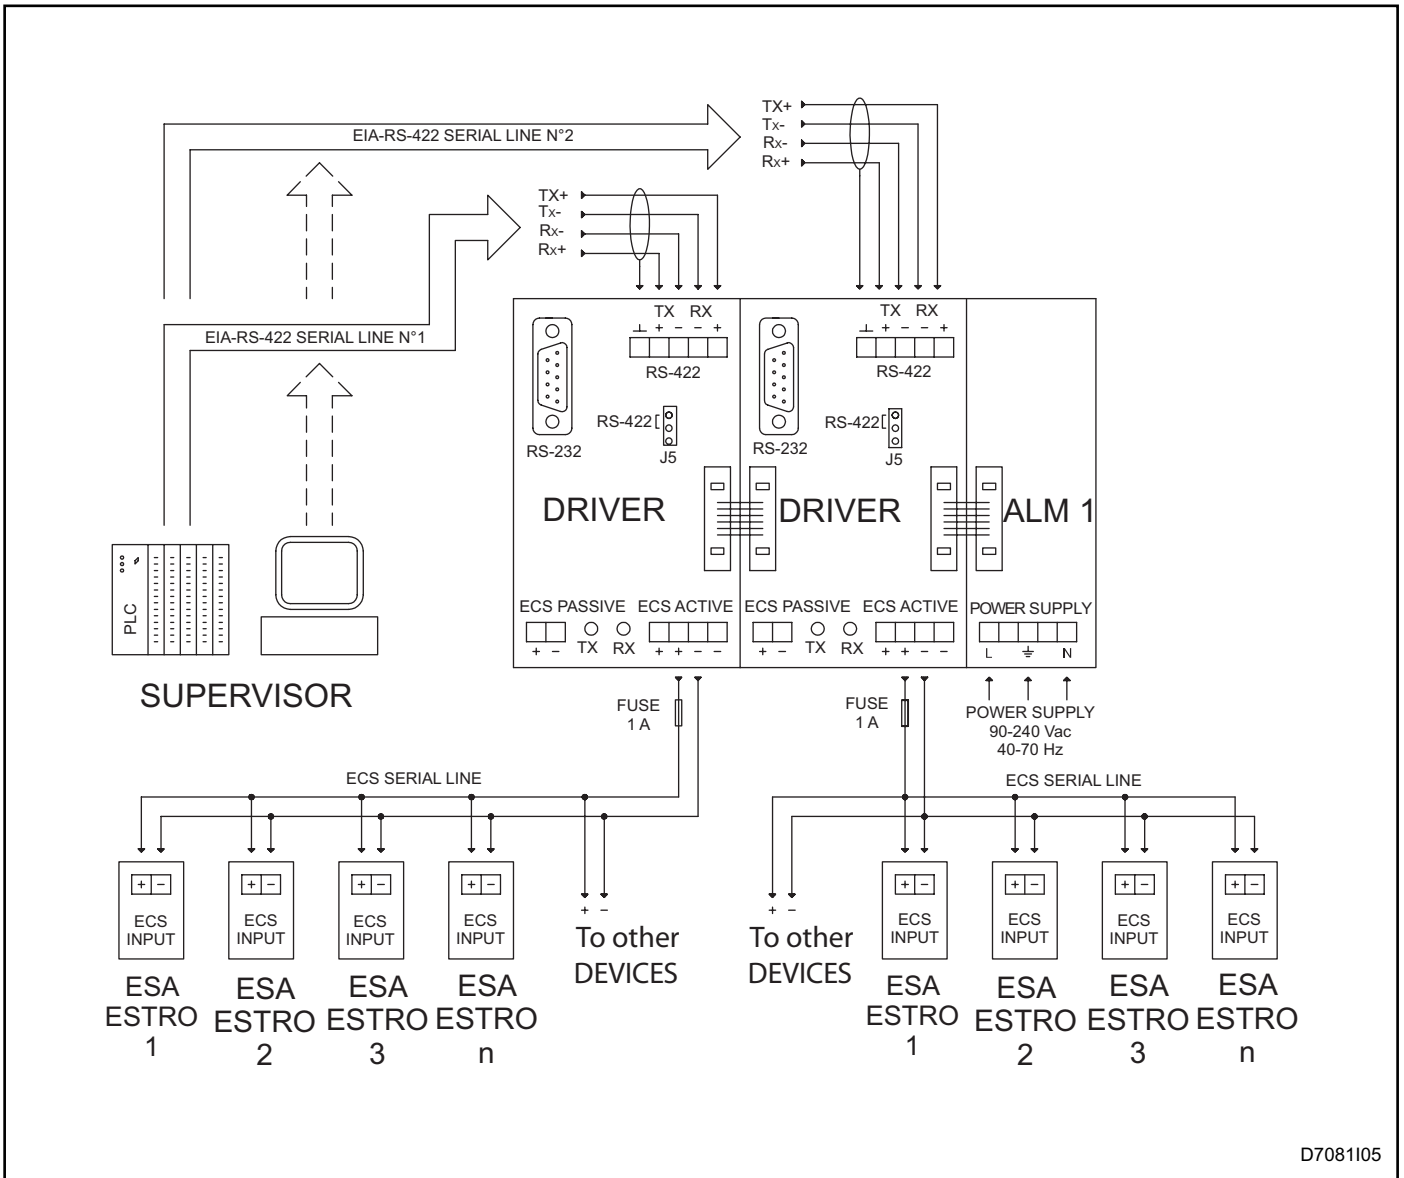 EIA-RS-422 SERIAL LINE N°2
TX+
Tx-
Rx-
Rx+
TX+
Tx-
Rx-
Rx+
EIA-RS-422 SERIAL LINE N°1
TX RX
⊥ + − − +
RS-422
RS-232
RS-422
J5
DRIVER
ECS PASSIVE
ECS ACTIVE
+ −
TX
RX
+ + − −
TX RX
⊥ + − − +
RS-422
RS-232
RS-422
J5
DRIVER
ECS PASSIVE
ECS ACTIVE
+ −
TX
RX
+ + − −
ALM 1
POWER SUPPLY
L ⏚ N
PLC
SUPERVISOR
FUSE
1 A
FUSE
1 A
POWER SUPPLY
90-240 Vac
40-70 Hz
ECS SERIAL LINE
ECS SERIAL LINE
+ −
ECS
INPUT
ESA
ESTRO
1
+ −
ECS
INPUT
ESA
ESTRO
2
+ −
ECS
INPUT
ESA
ESTRO
3
+ −
ECS
INPUT
ESA
ESTRO
n
+ −
To other
DEVICES
+ −
To other
DEVICES
+ −
ECS
INPUT
ESA
ESTRO
1
+ −
ECS
INPUT
ESA
ESTRO
2
+ −
ECS
INPUT
ESA
ESTRO
3
+ −
ECS
INPUT
ESA
ESTRO
n
D7081I05